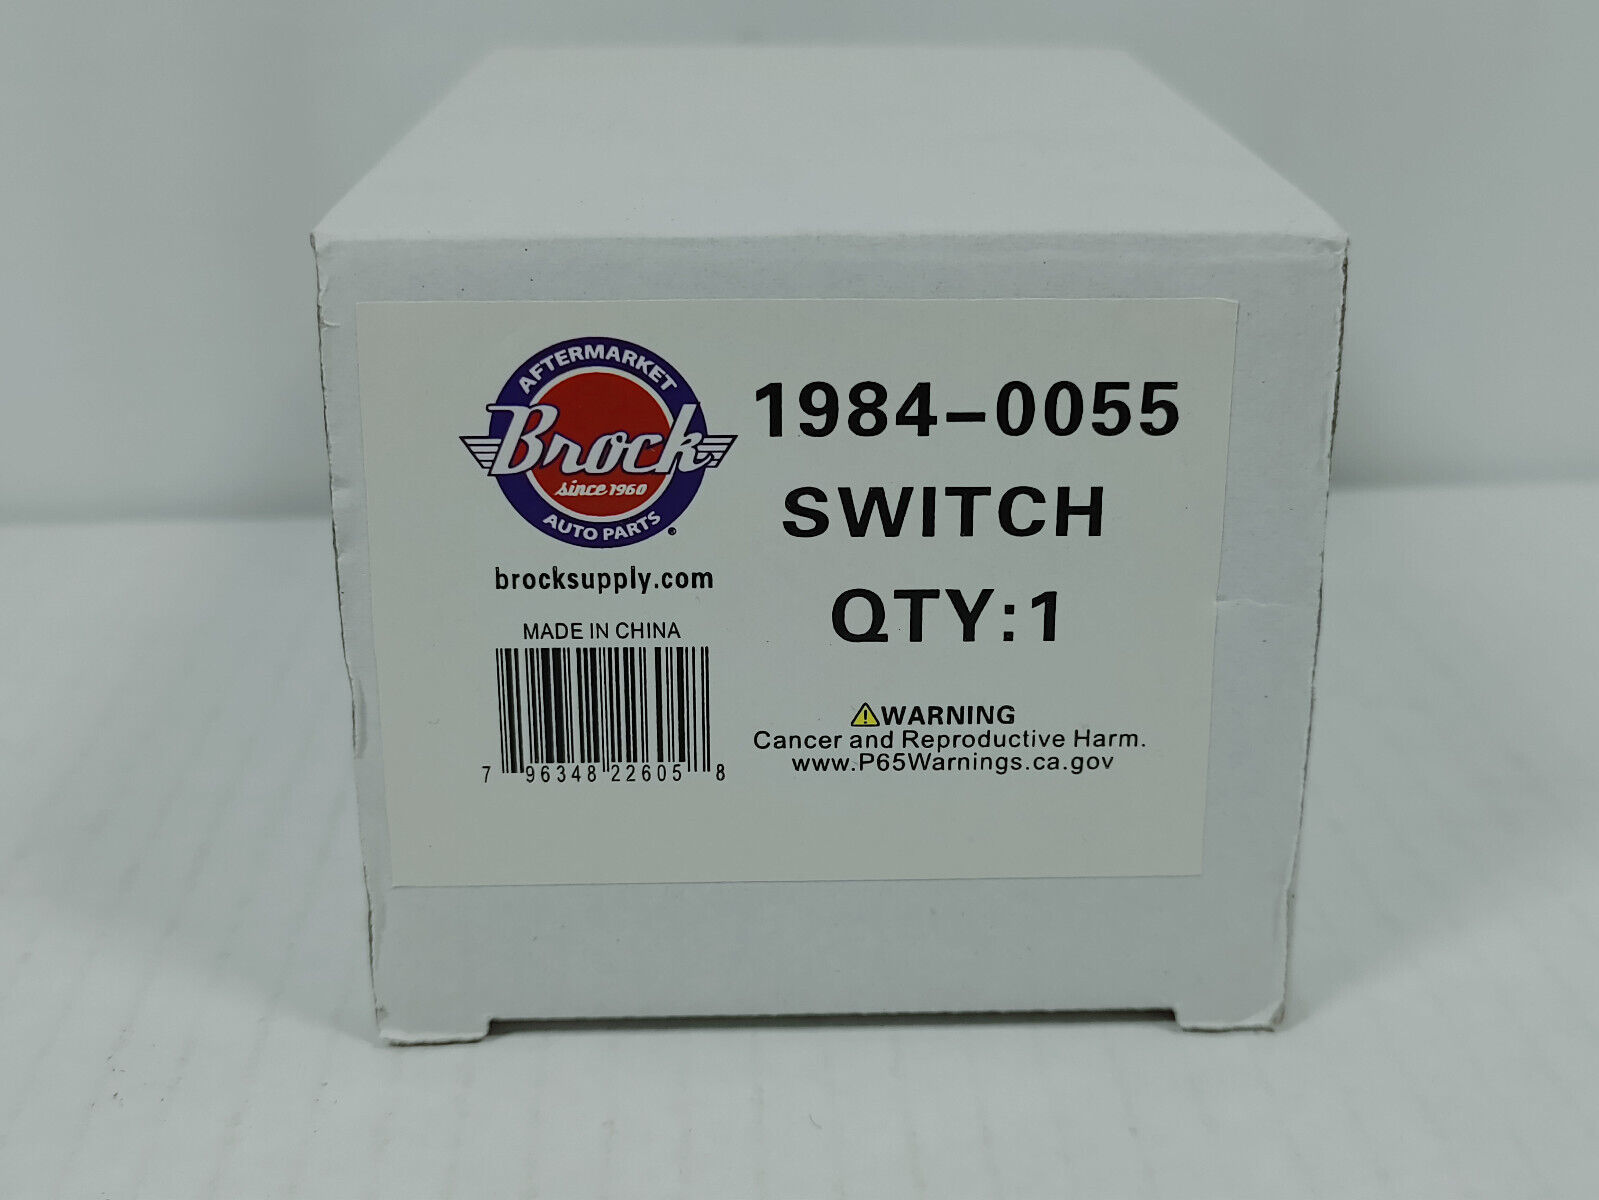 AFTERMARKET
Brock
since 1960
AUTO PARTS®
brocksupply.com
MADE IN CHINA
7 96348 22605 8
1984-0055
SWITCH
QTY:1
⚠WARNING
Cancer and Reproductive Harm.
www.P65Warnings.ca.gov